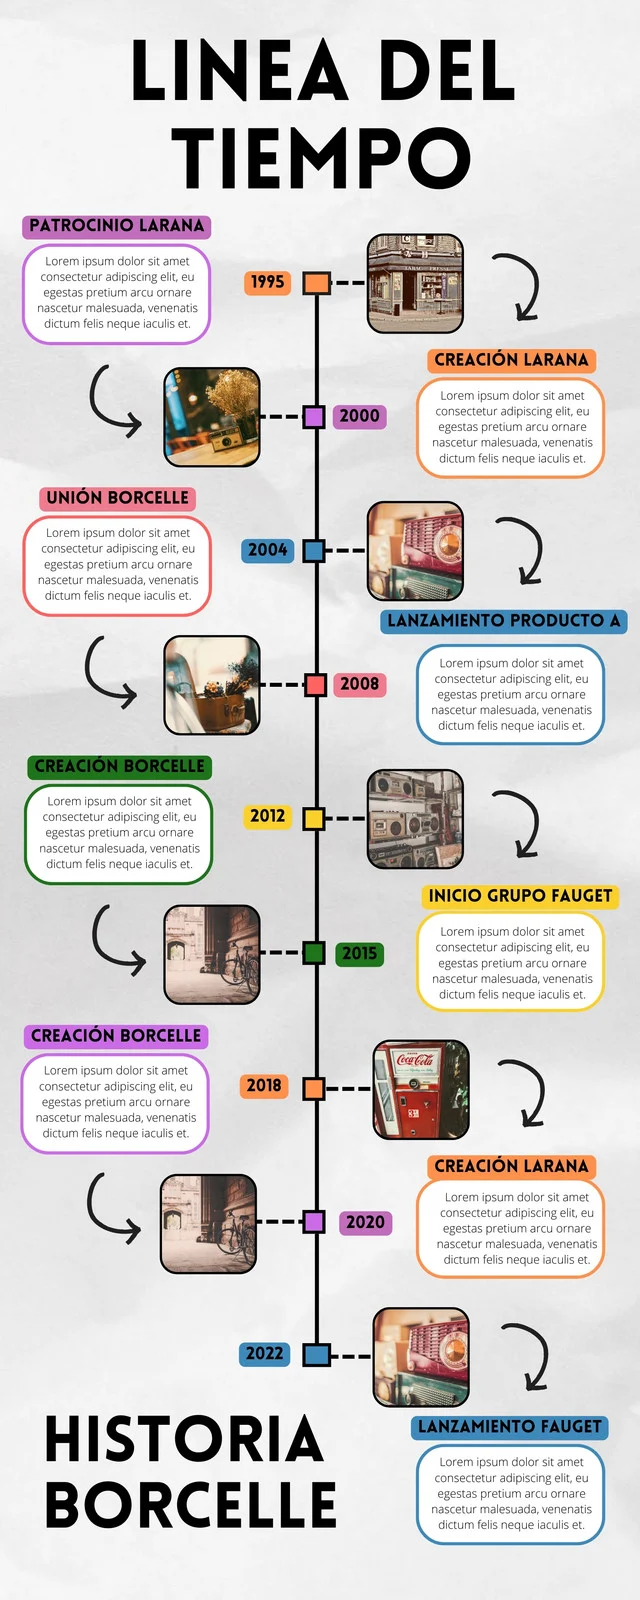 LINEA DEL
TIEMPO
PATROCINIO LARANA
Lorem ipsum dolor sit amet
consectetur adipiscing elit, eu
egestas pretium arcu ornare
nascetur malesuada, venenatis
dictum felis neque iaculis et.
1995
CREACIÓN LARANA
Lorem ipsum dolor sit amet
consectetur adipiscing elit, eu
egestas pretium arcu ornare
nascetur malesuada, venenatis
dictum felis neque iaculis et.
2000
UNIÓN BORCELLE
Lorem ipsum dolor sit amet
consectetur adipiscing elit, eu
egestas pretium arcu ornare
nascetur malesuada, venenatis
dictum felis neque iaculis et.
2004
LANZAMIENTO PRODUCTO A
Lorem ipsum dolor sit amet
consectetur adipiscing elit, eu
egestas pretium arcu ornare
nascetur malesuada, venenatis
dictum felis neque iaculis et.
2008
CREACIÓN BORCELLE
Lorem ipsum dolor sit amet
consectetur adipiscing elit, eu
egestas pretium arcu ornare
nascetur malesuada, venenatis
dictum felis neque iaculis et.
2012
INICIO GRUPO FAUGET
Lorem ipsum dolor sit amet
consectetur adipiscing elit, eu
egestas pretium arcu ornare
nascetur malesuada, venenatis
dictum felis neque iaculis et.
2015
CREACIÓN BORCELLE
Lorem ipsum dolor sit amet
consectetur adipiscing elit, eu
egestas pretium arcu ornare
nascetur malesuada, venenatis
dictum felis neque iaculis et.
2018
Coca-Cola
CREACIÓN LARANA
Lorem ipsum dolor sit amet
consectetur adipiscing elit, eu
egestas pretium arcu ornare
nascetur malesuada, venenatis
dictum felis neque iaculis et.
2020
2022
LANZAMIENTO FAUGET
Lorem ipsum dolor sit amet
consectetur adipiscing elit, eu
egestas pretium arcu ornare
nascetur malesuada, venenatis
dictum felis neque iaculis et.
HISTORIA
BORCELLE